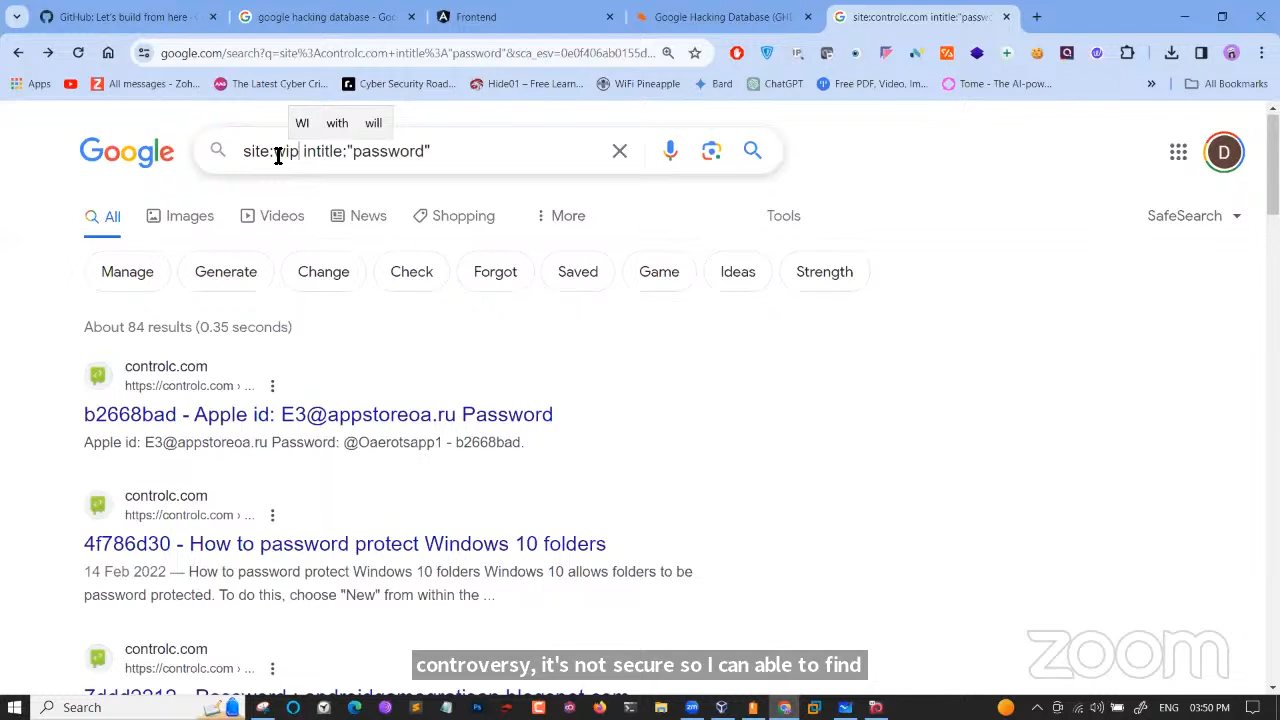 Let's build from here · GitHub
google hacking database - Goo
Frontend
Google Hacking Database (GHD
site:controlc.com intitle:"passwo
google.com/search?q=site%3Acontrolc.com+intitle%3A"password"&sca_esv=0e0f406ab0155d...
Apps
All messages - Zoh...
Most Tested Ciber...
Cyber Security Road...
Hide01 – Free Learn...
WiFi Pineapple
Bard
ChatGPT
Free PDF, Video, Im...
Tome - The AI-pow...
All Bookmarks
WI with will
Google
site:wip intitle:"password"
D
All Images Videos News Shopping More Tools SafeSearch
Manage Generate Change Check Forgot Saved Game Ideas Strength
About 84 results (0.35 seconds)
controlc.com
https://controlc.com › ...
b2668bad - Apple id: E3@appstoreoa.ru Password
Apple id: E3@appstoreoa.ru Password: @Oaerotsapp1 - b2668bad.
controlc.com
https://controlc.com › ...
4f786d30 - How to password protect Windows 10 folders
14 Feb 2022 — How to password protect Windows 10 folders Windows 10 allows folders to be
password protected. To do this, choose "New" from within the ...
controlc.com
https://controlc.com › ...
controversy, it's not secure so I can able to find
zoom
Search
ENG
03:50 PM